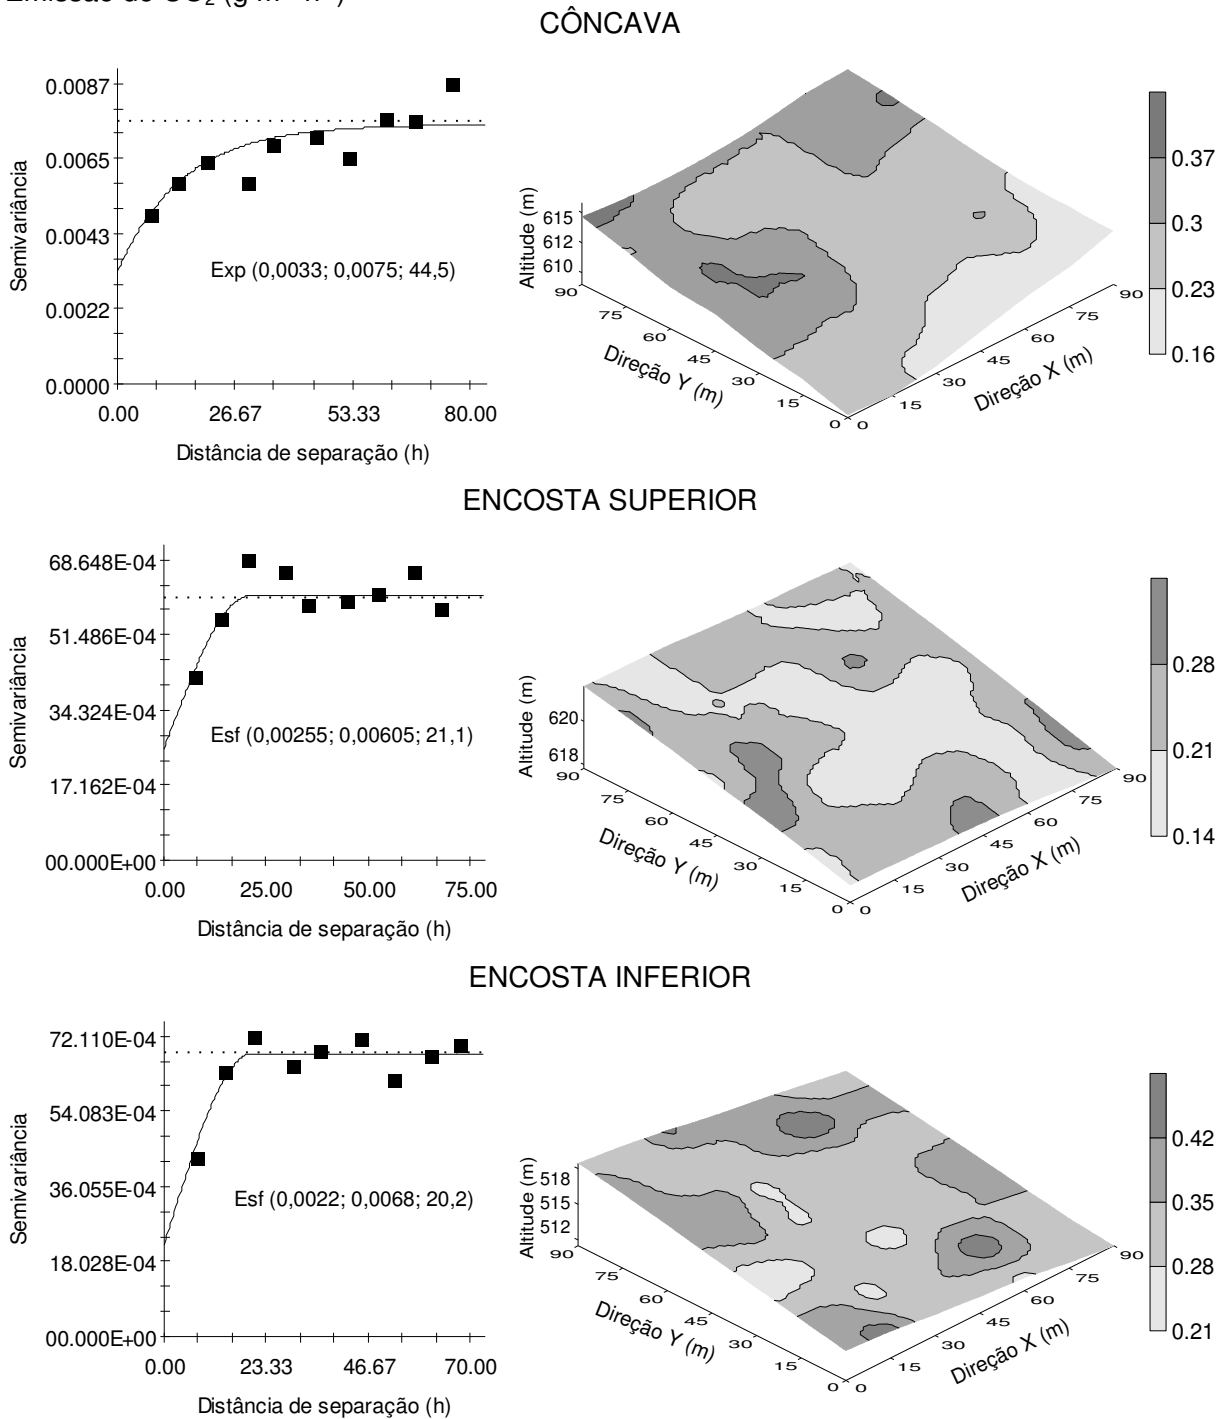 Emissão de CO₂ (g m⁻² h⁻¹)
CÔNCAVA
Semivariância
0.0087
0.0065
0.0043
0.0022
0.0000
Exp (0,0033; 0,0075; 44,5)
0.00 26.67 53.33 80.00
Distância de separação (h)
Altitude (m)
615
612
610
90 75 60 45 30 15 0
Direção Y (m)
0 15 30 45 60 75 90
Direção X (m)
0.37
0.3
0.23
0.16
ENCOSTA SUPERIOR
Semivariância
68.648E-04
51.486E-04
34.324E-04
17.162E-04
00.000E+00
Esf (0,00255; 0,00605; 21,1)
0.00 25.00 50.00 75.00
Distância de separação (h)
Altitude (m)
620
618
90 75 60 45 30 15 0
Direção Y (m)
0 15 30 45 60 75 90
Direção X (m)
0.28
0.21
0.14
ENCOSTA INFERIOR
Semivariância
72.110E-04
54.083E-04
36.055E-04
18.028E-04
00.000E+00
Esf (0,0022; 0,0068; 20,2)
0.00 23.33 46.67 70.00
Distância de separação (h)
Altitude (m)
518
515
512
90 75 60 45 30 15 0
Direção Y (m)
0 15 30 45 60 75 90
Direção X (m)
0.42
0.35
0.28
0.21